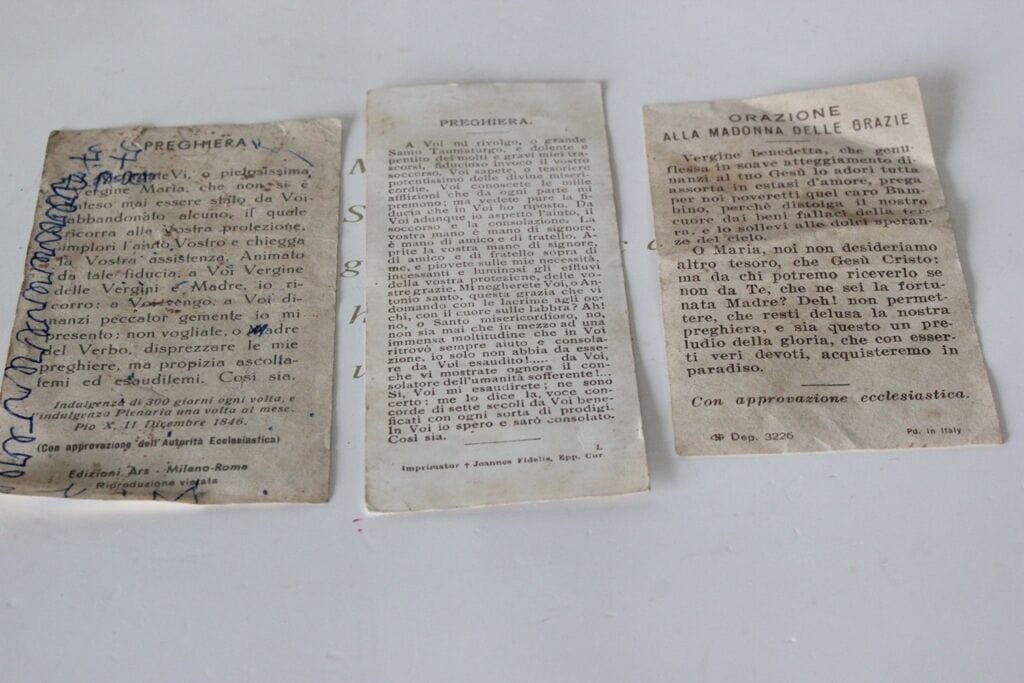 PREGHIERA
Vi, o pietosissima
Vergine Maria, che non si è
inteso mai essere stato da Voi
abbandonato alcuno, il quale
ricorra alla Vostra protezione,
implori l'aiuto Vostro e chiegga
la Vostra assistenza. Animato
da tale fiducia, a Voi Vergine
delle Vergini e Madre, io ri-
corro: a Voi vengo, a Voi di-
nanzi peccator gemente io mi
presento: non vogliate, o Madre
del Verbo, disprezzare le mie
preghiere, ma propizia ascolta-
temi ed esauditemi. Così sia.
Indulgenza di 300 giorni ogni volta, e
l'indulgenza Plenaria una volta al mese.
Pio X. 11 Dicembre 1846.
(Con approvazione dell'Autorità Ecclesiastica)
Edizioni Ars - Milano-Roma
Riproduzione vietata
PREGHIERA.
A Voi mi rivolgo, o grande
Santo Taumaturgo, e dolente e
pentito dei molti e gravi miei tra-
scorsi, fiducioso invoco il vostro
soccorso. Voi sapete, o tesoriere
potentissimo delle divine miseri-
cordie, Voi conoscete le mille
afflizioni che da ogni parte mi
premono; ma vedete pure la fi-
ducia che in Voi ho riposto. Da
Voi adunque io aspetto l'aiuto, il
soccorso e la consolazione. La
vostra mano è mano di signore,
è mano di amico e di fratello. A-
prite la vostra mano di signore,
di amico e di fratello sopra di
me, e piovete sulle mie necessità,
incessanti e luminosi gli effluvi
della vostra protezione, delle vo-
stre grazie. Mi negherete Voi, o An-
tonio santo, questa grazia che vi
domando con le lacrime agli oc-
chi, con il cuore sulle labbra? Ah!
no, o Santo misericordioso, no,
non sia mai che in mezzo ad una
immensa moltitudine che in Voi
ritrovò sempre aiuto e consola-
zione, io solo non abbia da esse-
re da Voi esaudito!..... da Voi,
che vi mostrate ognora il con-
solatore dell'umanità sofferente!...
Sì, Voi mi esaudirete; ne sono
certo; me lo dice la voce con-
corde di sette secoli da Voi bene-
ficati con ogni sorta di prodigi.
In Voi io spero e sarò consolato.
Così sia.
I.
Imprimatur † Joannes Fidelis, Epp. Cur
ORAZIONE
ALLA MADONNA DELLE GRAZIE
Vergine benedetta, che genu-
flessa in soave atteggiamento di-
nanzi al tuo Gesù lo adori tutta
assorta in estasi d'amore, prega
per noi poveretti quel caro Bam-
bino, perchè distolga il nostro
cuore dai beni fallaci della ter-
ra, e lo sollevi alle dolci speran-
ze del cielo.
O Maria, noi non desideriamo
altro tesoro, che Gesù Cristo:
ma da chi potremo riceverlo se
non da Te, che ne sei la fortu-
nata Madre? Deh! non permet-
tere, che resti delusa la nostra
preghiera, e sia questo un pre-
ludio della gloria, che con esser-
ti veri devoti, acquisteremo in
paradiso.
Con approvazione ecclesiastica.
Dep. 3226
Pd. in Italy